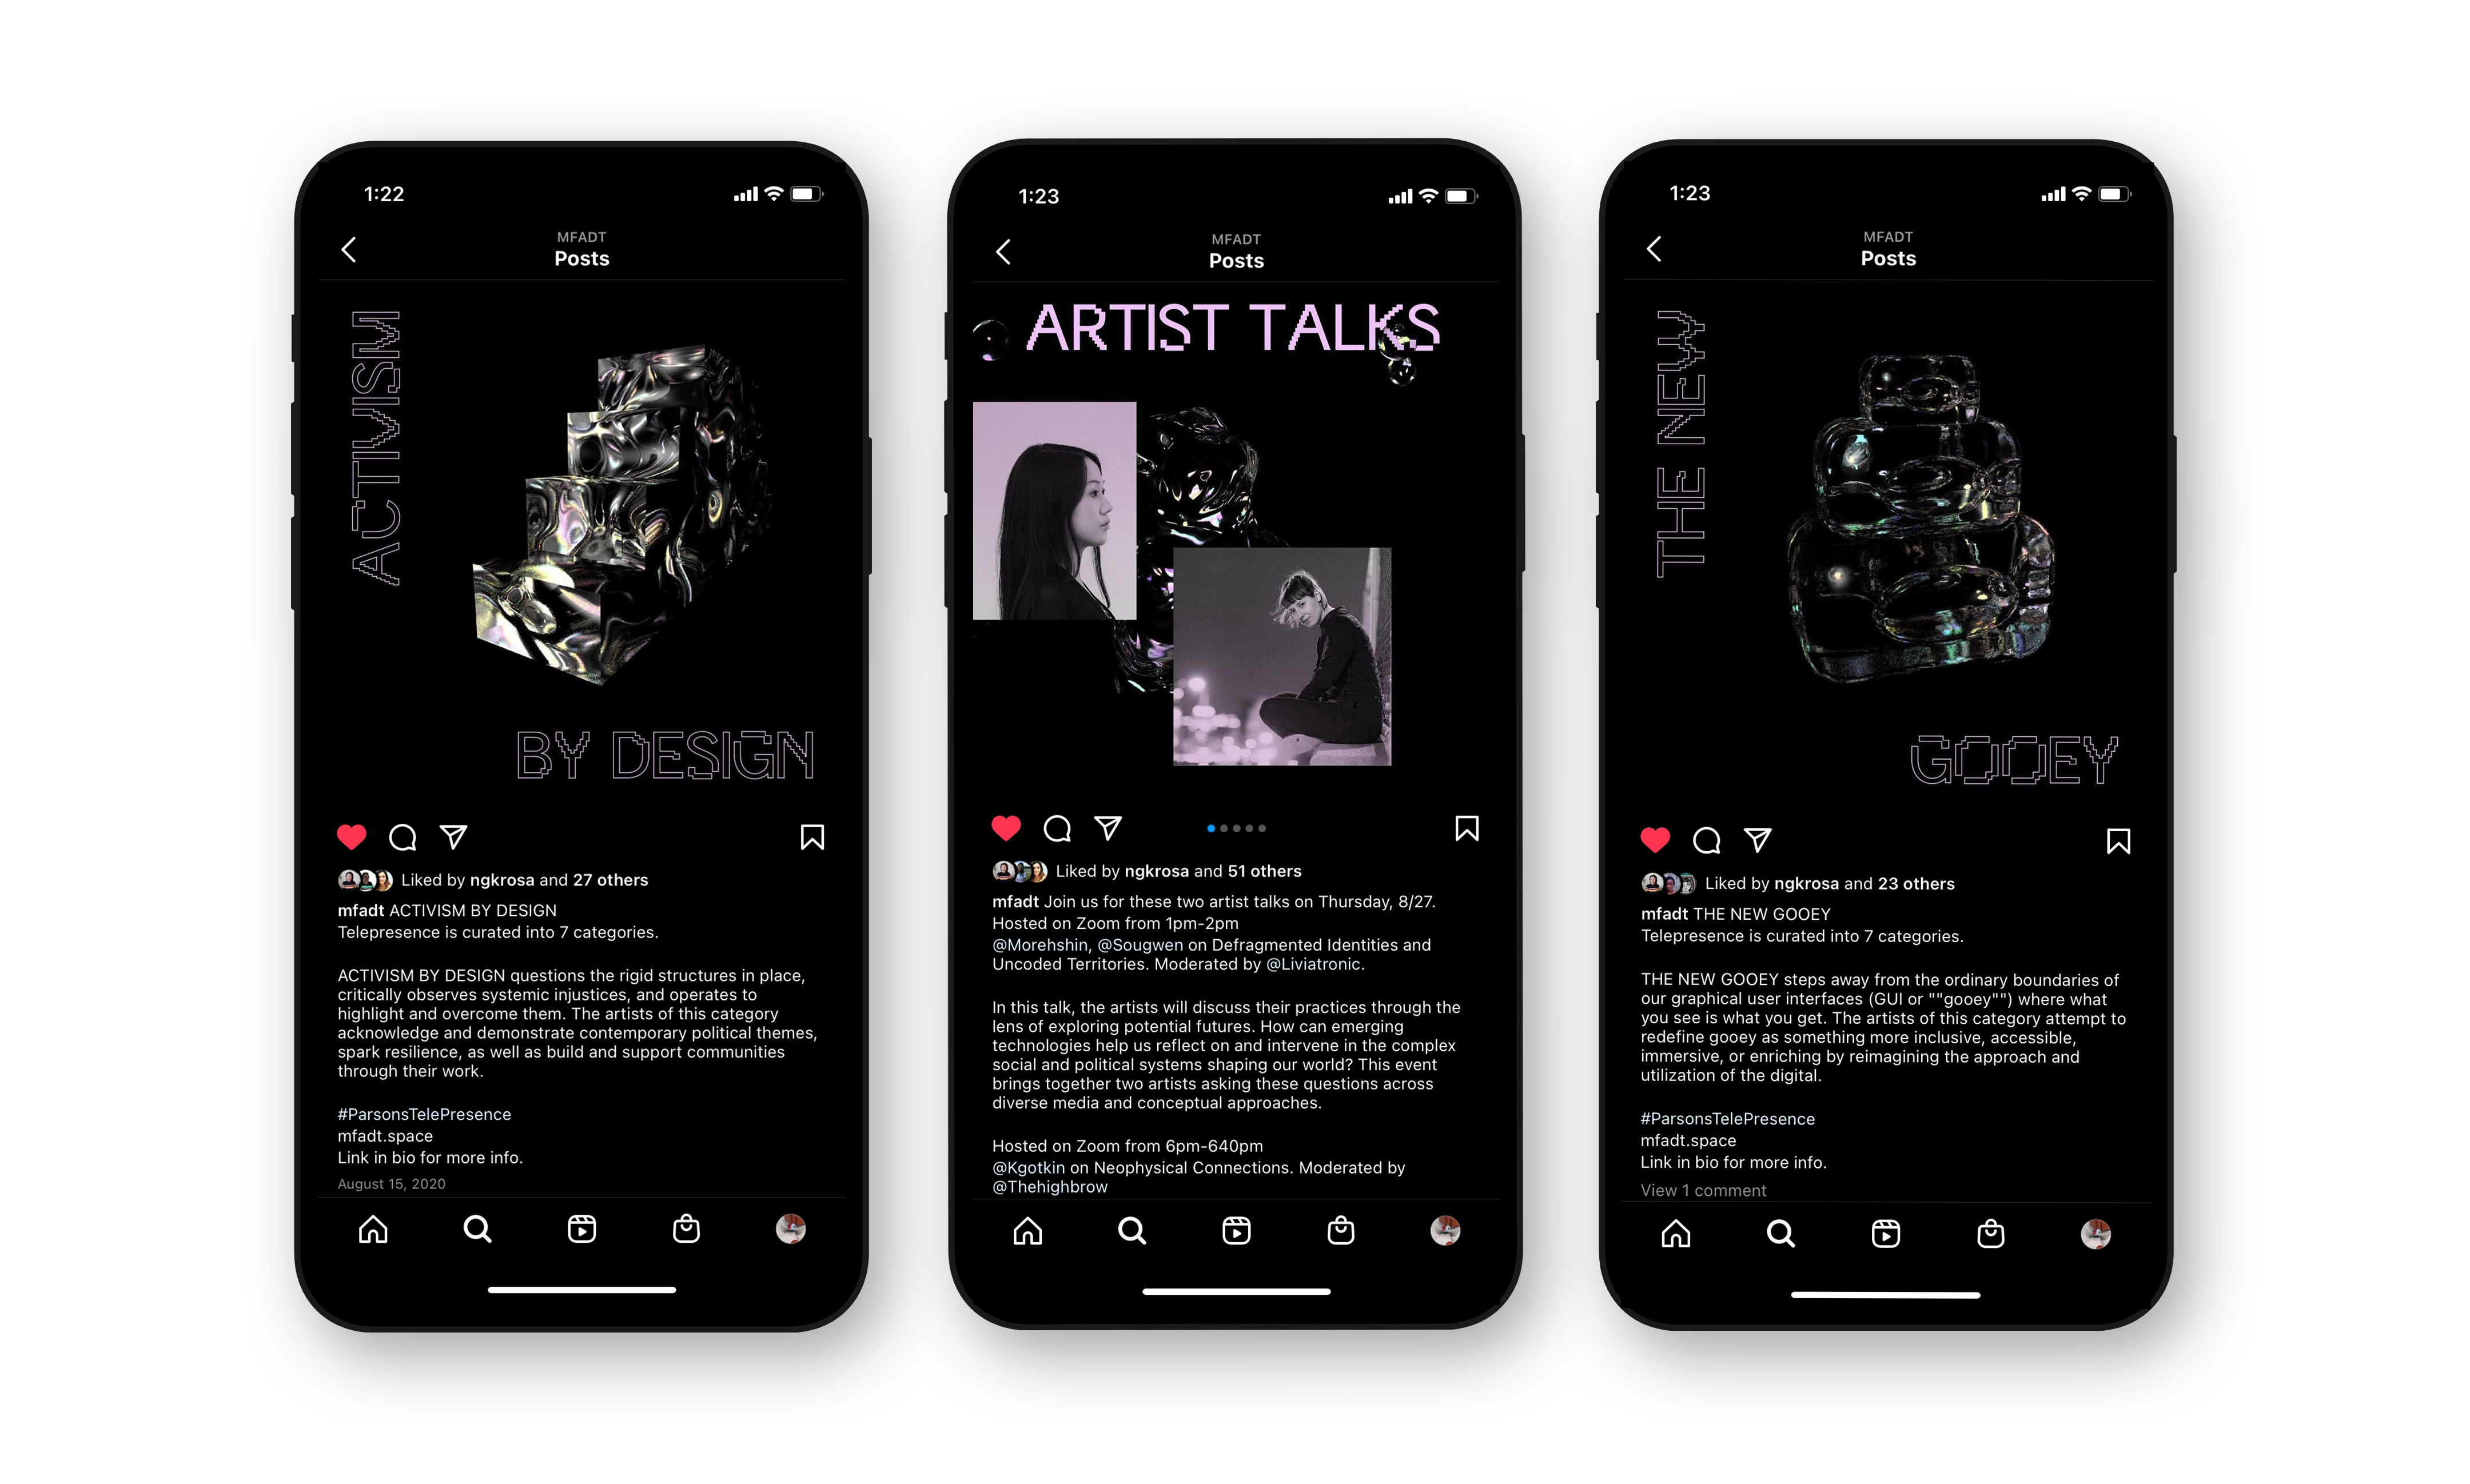 1:22
MFADT
Posts
ACTIVISM
BY DESIGN
Liked by ngkrosa and 27 others
mfadt ACTIVISM BY DESIGN
Telepresence is curated into 7 categories.
ACTIVISM BY DESIGN questions the rigid structures in place,
critically observes systemic injustices, and operates to
highlight and overcome them. The artists of this category
acknowledge and demonstrate contemporary political themes,
spark resilience, as well as build and support communities
through their work.
#ParsonsTelePresence
mfadt.space
Link in bio for more info.
August 15, 2020
1:23
MFADT
Posts
ARTIST TALKS
Liked by ngkrosa and 51 others
mfadt Join us for these two artist talks on Thursday, 8/27.
Hosted on Zoom from 1pm-2pm
@Morehshin, @Sougwen on Defragmented Identities and
Uncoded Territories. Moderated by @Liviatronic.
In this talk, the artists will discuss their practices through the
lens of exploring potential futures. How can emerging
technologies help us reflect on and intervene in the complex
social and political systems shaping our world? This event
brings together two artists asking these questions across
diverse media and conceptual approaches.
Hosted on Zoom from 6pm-640pm
@Kgotkin on Neophysical Connections. Moderated by
@Thehighbrow
1:23
MFADT
Posts
THE NEW
GOOEY
Liked by ngkrosa and 23 others
mfadt THE NEW GOOEY
Telepresence is curated into 7 categories.
THE NEW GOOEY steps away from the ordinary boundaries of
our graphical user interfaces (GUI or ""gooey"") where what
you see is what you get. The artists of this category attempt to
redefine gooey as something more inclusive, accessible,
immersive, or enriching by reimagining the approach and
utilization of the digital.
#ParsonsTelePresence
mfadt.space
Link in bio for more info.
View 1 comment